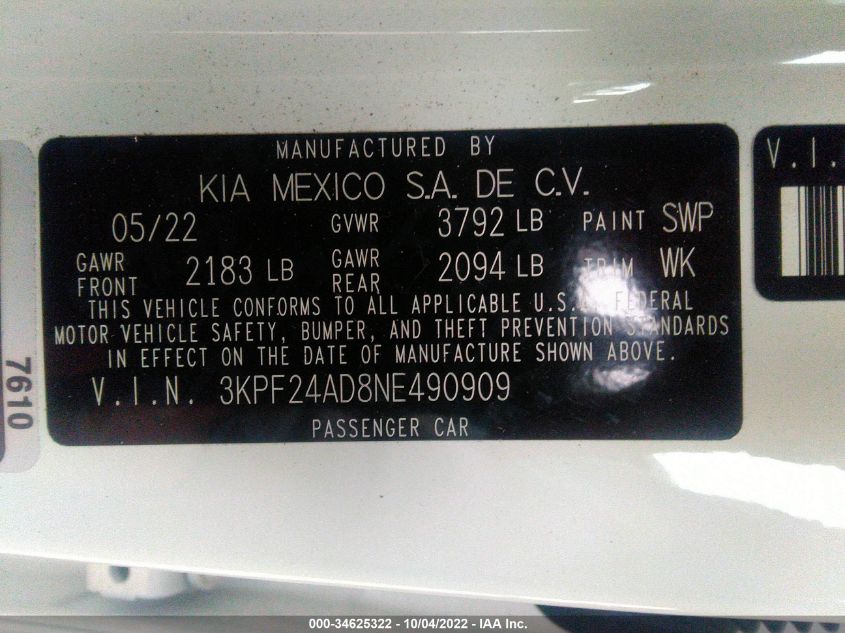 MANUFACTURED BY
KIA MEXICO S.A. DE C.V.
05/22 GVWR 3792 LB PAINT SWP
GAWR FRONT 2183 LB GAWR REAR 2094 LB TRIM WK
THIS VEHICLE CONFORMS TO ALL APPLICABLE U.S.A. FEDERAL
MOTOR VEHICLE SAFETY, BUMPER, AND THEFT PREVENTION STANDARDS
IN EFFECT ON THE DATE OF MANUFACTURE SHOWN ABOVE.
V.I.N. 3KPF24AD8NE490909
PASSENGER CAR
V.I.
7610
000-34625322 - 10/04/2022 - IAA Inc.